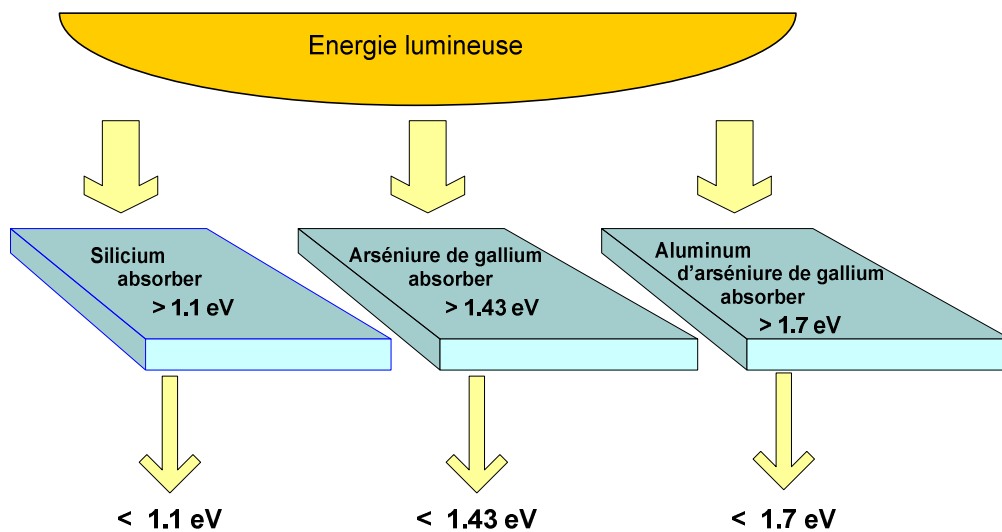 Energie lumineuse
Silicium
absorber
> 1.1 eV
Arséniure de gallium
absorber
> 1.43 eV
Aluminum
d'arséniure de gallium
absorber
> 1.7 eV
< 1.1 eV
< 1.43 eV
< 1.7 eV